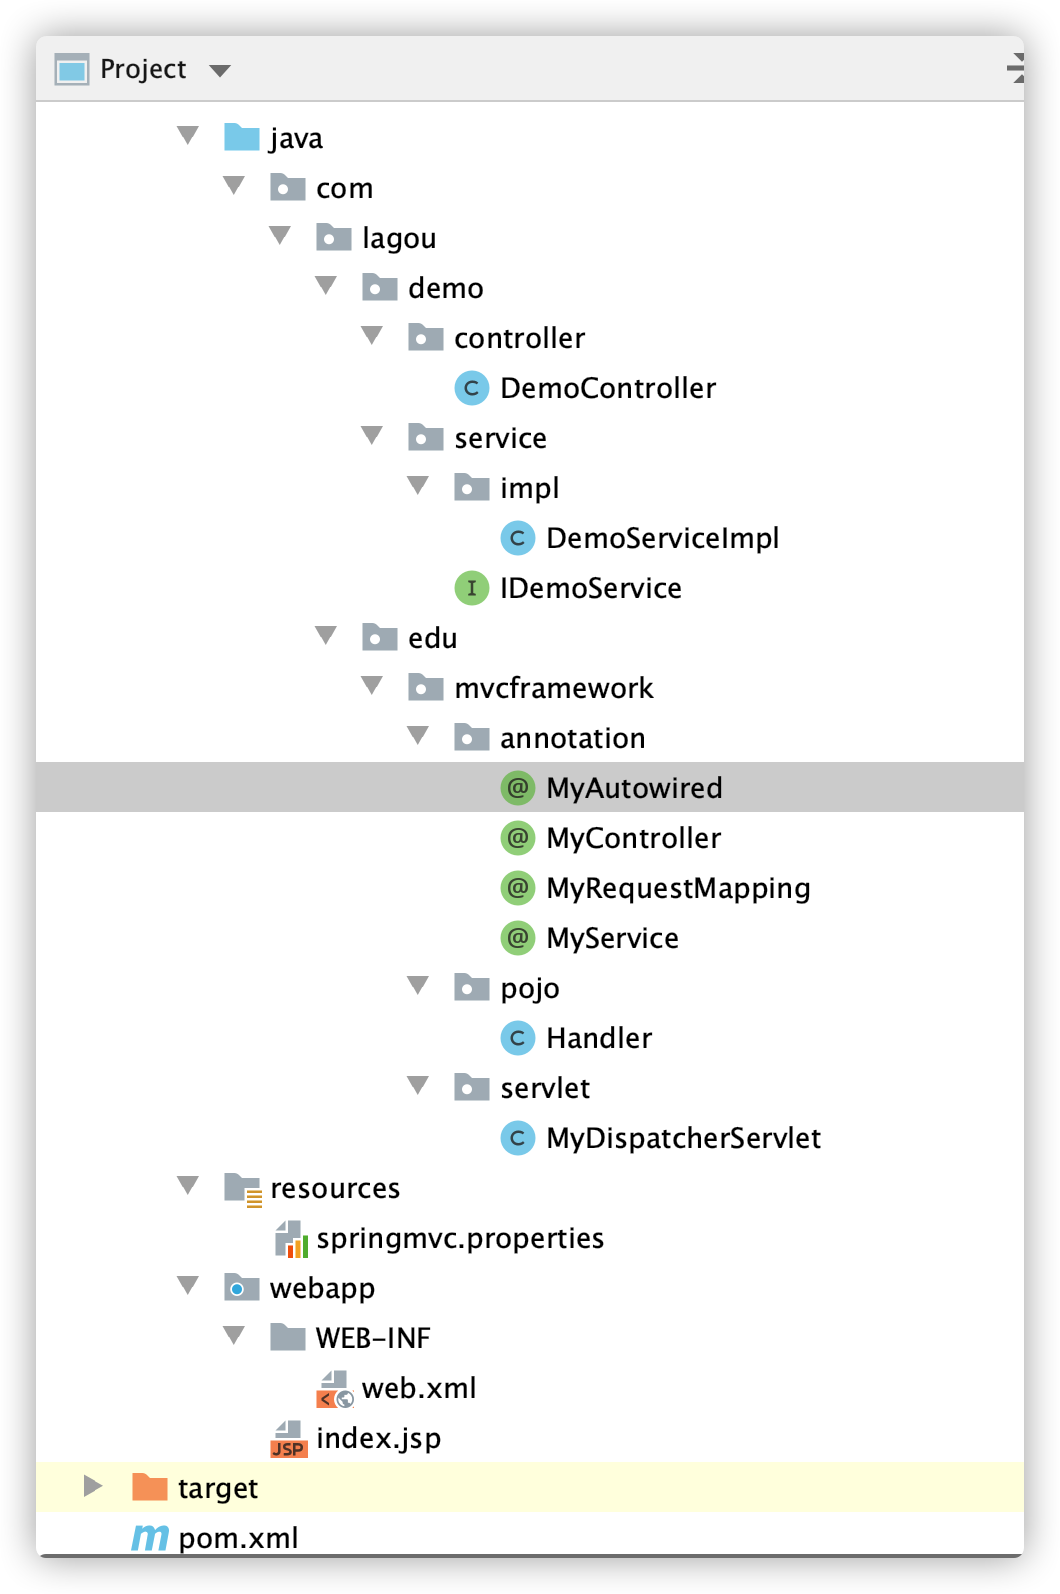 Project
java
com
lagou
demo
controller
C DemoController
service
impl
C DemoServiceImpl
I IDemoService
edu
mvcframework
annotation
@ MyAutowired
@ MyController
@ MyRequestMapping
@ MyService
pojo
C Handler
servlet
C MyDispatcherServlet
resources
springmvc.properties
webapp
WEB-INF
< web.xml
JSP index.jsp
target
m pom.xml